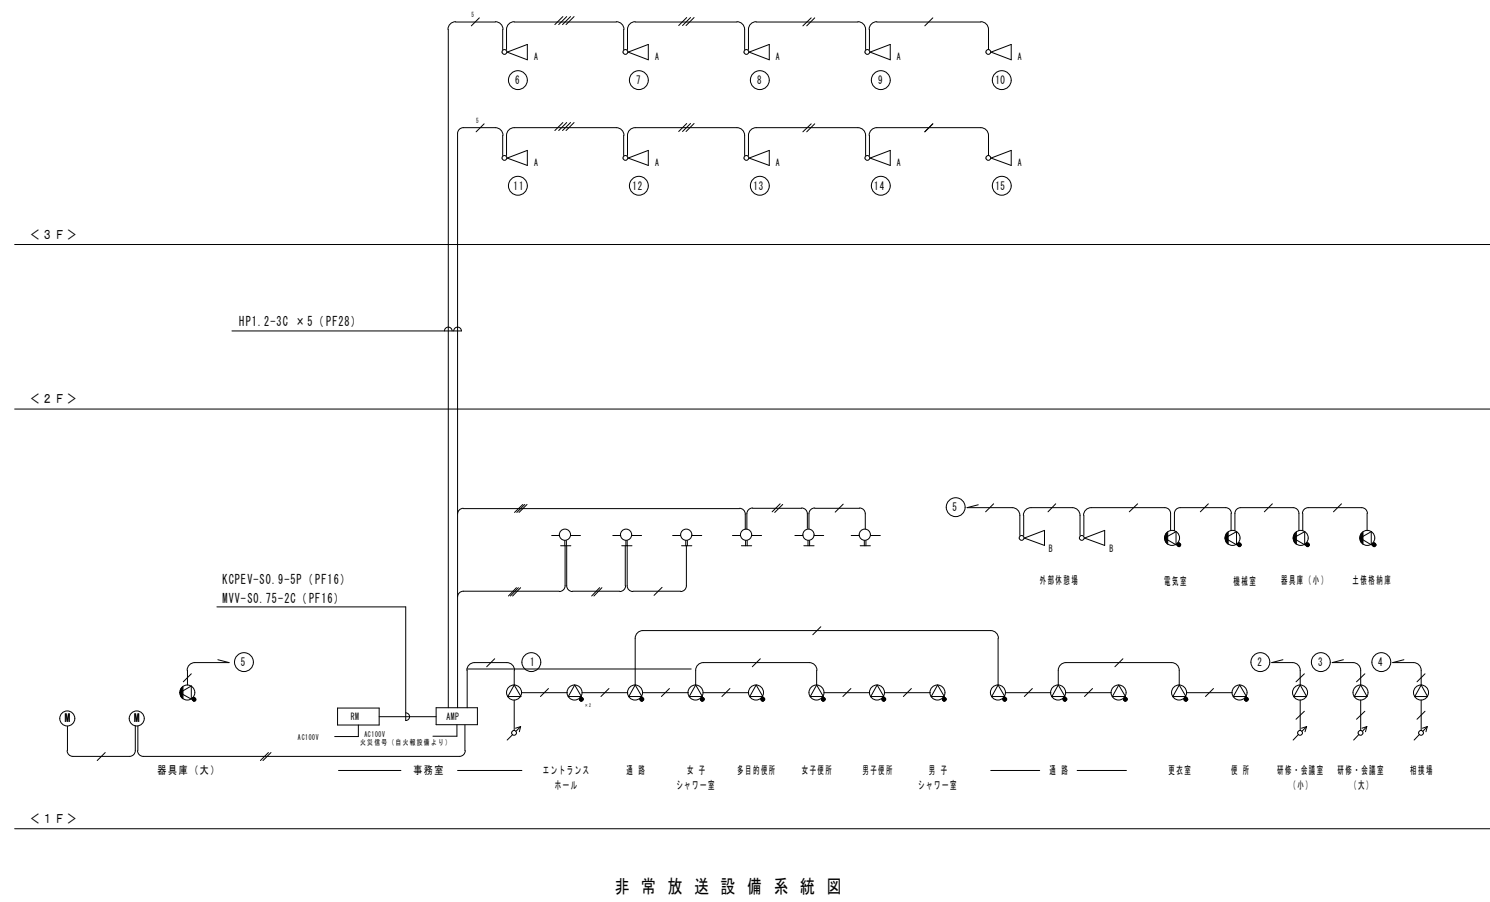 5
A A A A A
6 7 8 9 10
5
A A A A A
11 12 13 14 15
<3F>
HP1.2-3C ×5 (PF28)
<2F>
5
B B
外部休憩場 電気室 機械室 器具庫(小) 土俵格納庫
KCPEV-S0.9-5P (PF16)
MVV-S0.75-2C (PF16)
5 1 2 3 4
×3
M M RM AMP
AC100V AC100V
火災信号(自火報設備より)
器具庫(大) 事務室 エントランス 通路 女子 多目的便所 女子便所 男子便所 男子 通路 更衣室 便所 研修・会議室 研修・会議室 相撲場
ホール シャワー室 シャワー室 (小) (大)
<1F>
非常放送設備系統図